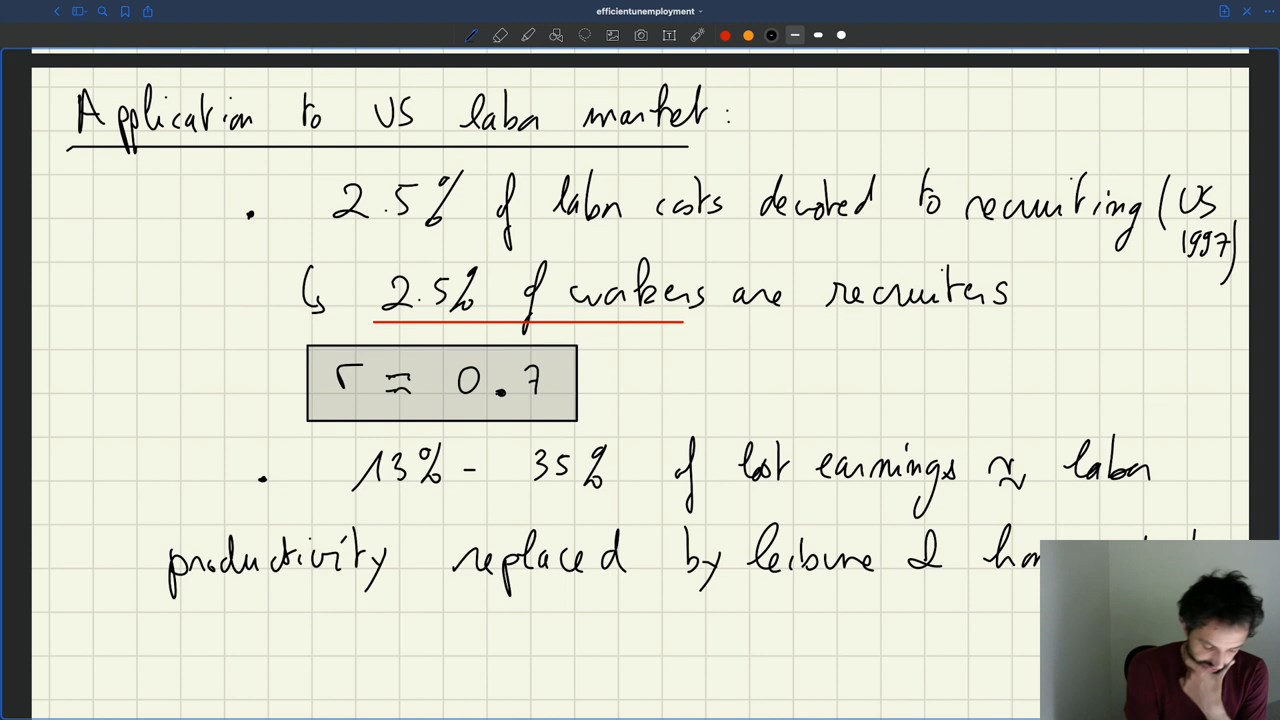 efficientunemployment
Application to US labor market:
. 2.5% of labor costs devoted to recruiting (US 1997)
↳ 2.5% of workers are recruiters
r ≈ 0.7
. 13% - 35% of lost earnings ≈ labor
productivity replaced by leisure &